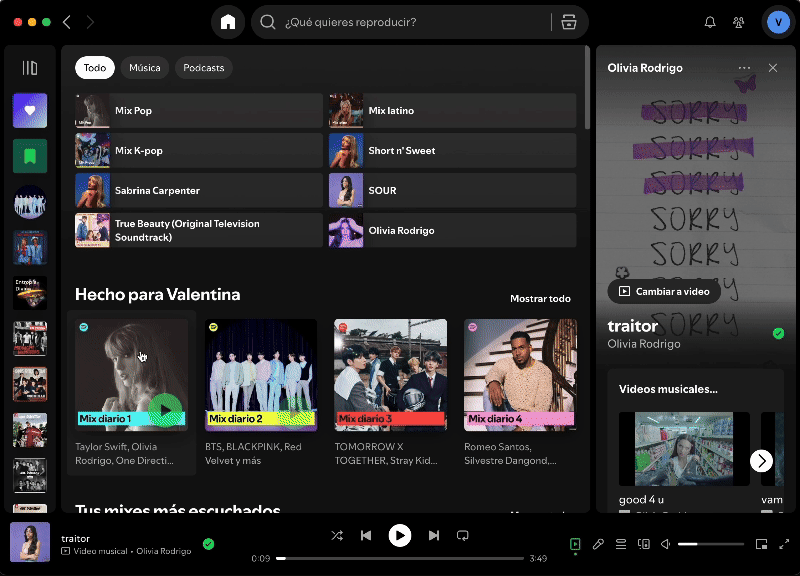 ¿Qué quieres reproducir?
V
Todo
Música
Podcasts
Mix Pop
Mix latino
Mix K-pop
Short n' Sweet
Sabrina Carpenter
SOUR
True Beauty (Original Television
Soundtrack)
Olivia Rodrigo
Hecho para Valentina
Mostrar todo
Mix diario 1
Mix diario 2
Mix diario 3
Mix diario 4
Taylor Swift, Olivia
Rodrigo, One Directi...
BTS, BLACKPINK, Red
Velvet y más
TOMORROW X
TOGETHER, Stray Kid...
Romeo Santos,
Silvestre Dangond,...
Tus mixes más escuchados
Olivia Rodrigo
SORRY
SORRY
SORRY
SORRY
SORRY
SORRY
SORRY
Cambiar a video
traitor
Olivia Rodrigo
Videos musicales...
good 4 u
vam
traitor
Video musical • Olivia Rodrigo
0:09
3:49